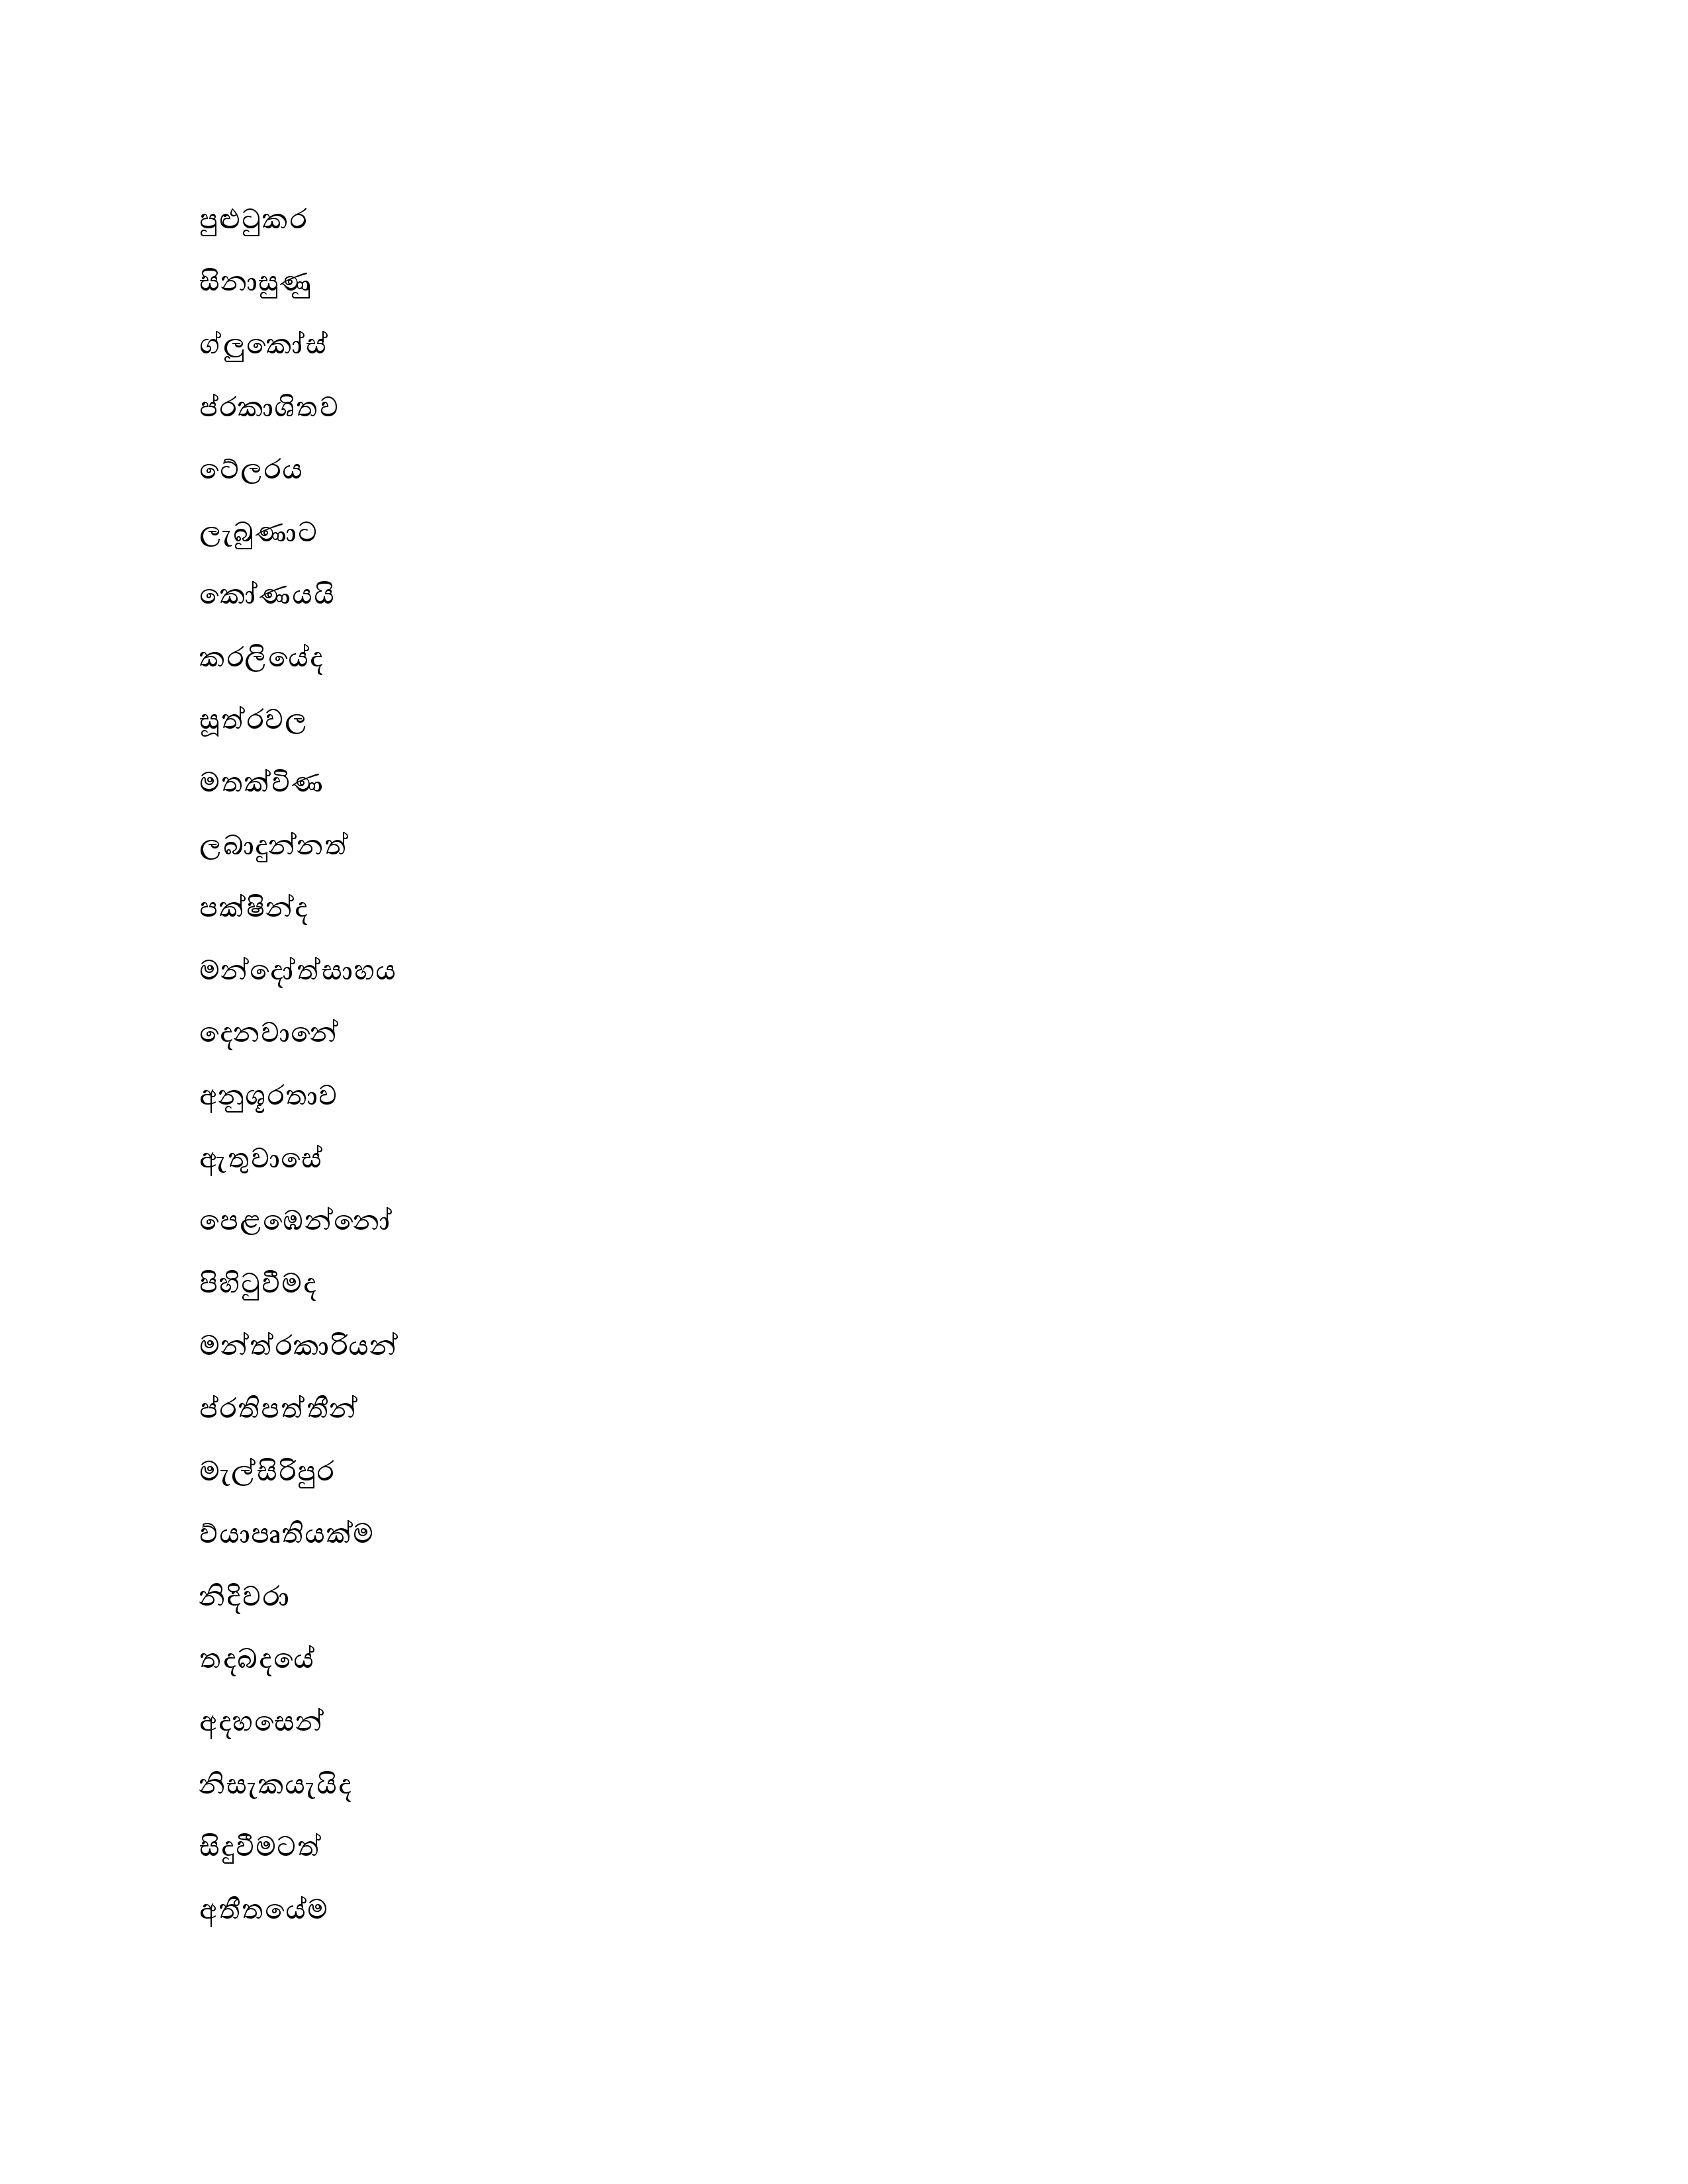 පුළුටුකර
සිනාසුණු
ග්ලුකෝස්
ප්රකාශිතව
ටේලරය
ලැබුණාට
කෝණයයි
කරලියේද
සූත්රවල
මතක්විණ
ලබාදුන්නත්
පක්ෂින්ද
මන්දෝත්සාහය
දෙනවානේ
අනුශූරතාව
ඇතුවාසේ
පෙළඹෙන්නෝ
පිහිටුවීමද
මන්ත්රකාරියන්
ප්රතිපත්තීන්
මැල්සිරිපුර
ව්යාපෘතියක්ම
නිදිවරා
තදබදයේ
අදහසෙන්
නිසැකයැයිද
සිදුවීමටත්
අතීතයේම